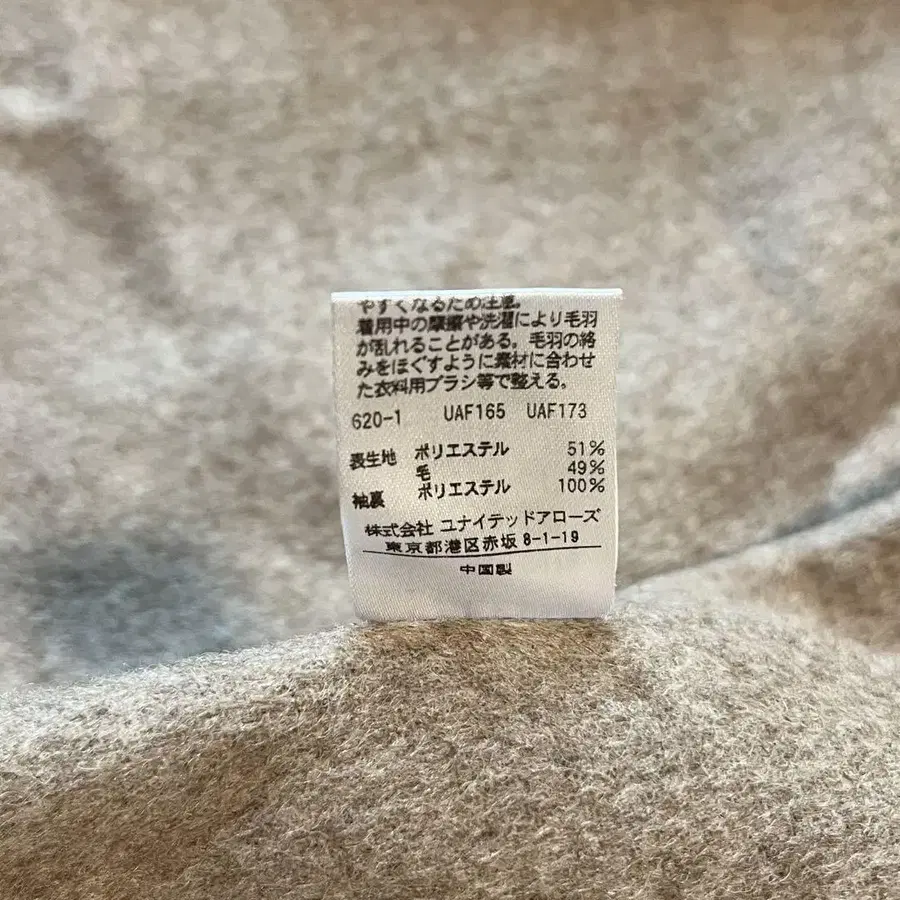 やすくなるため注意。
着用中の摩擦や洗濯により毛羽
が乱れることがある。毛羽の絡
みをほぐすように素材に合わせ
た衣料用ブラシ等で整える。
620-1 UAF165 UAF173
表生地 ポリエステル 51%
毛 49%
袖裏 ポリエステル 100%
株式会社 ユナイテッドアローズ
東京都港区赤坂 8-1-19
中国製